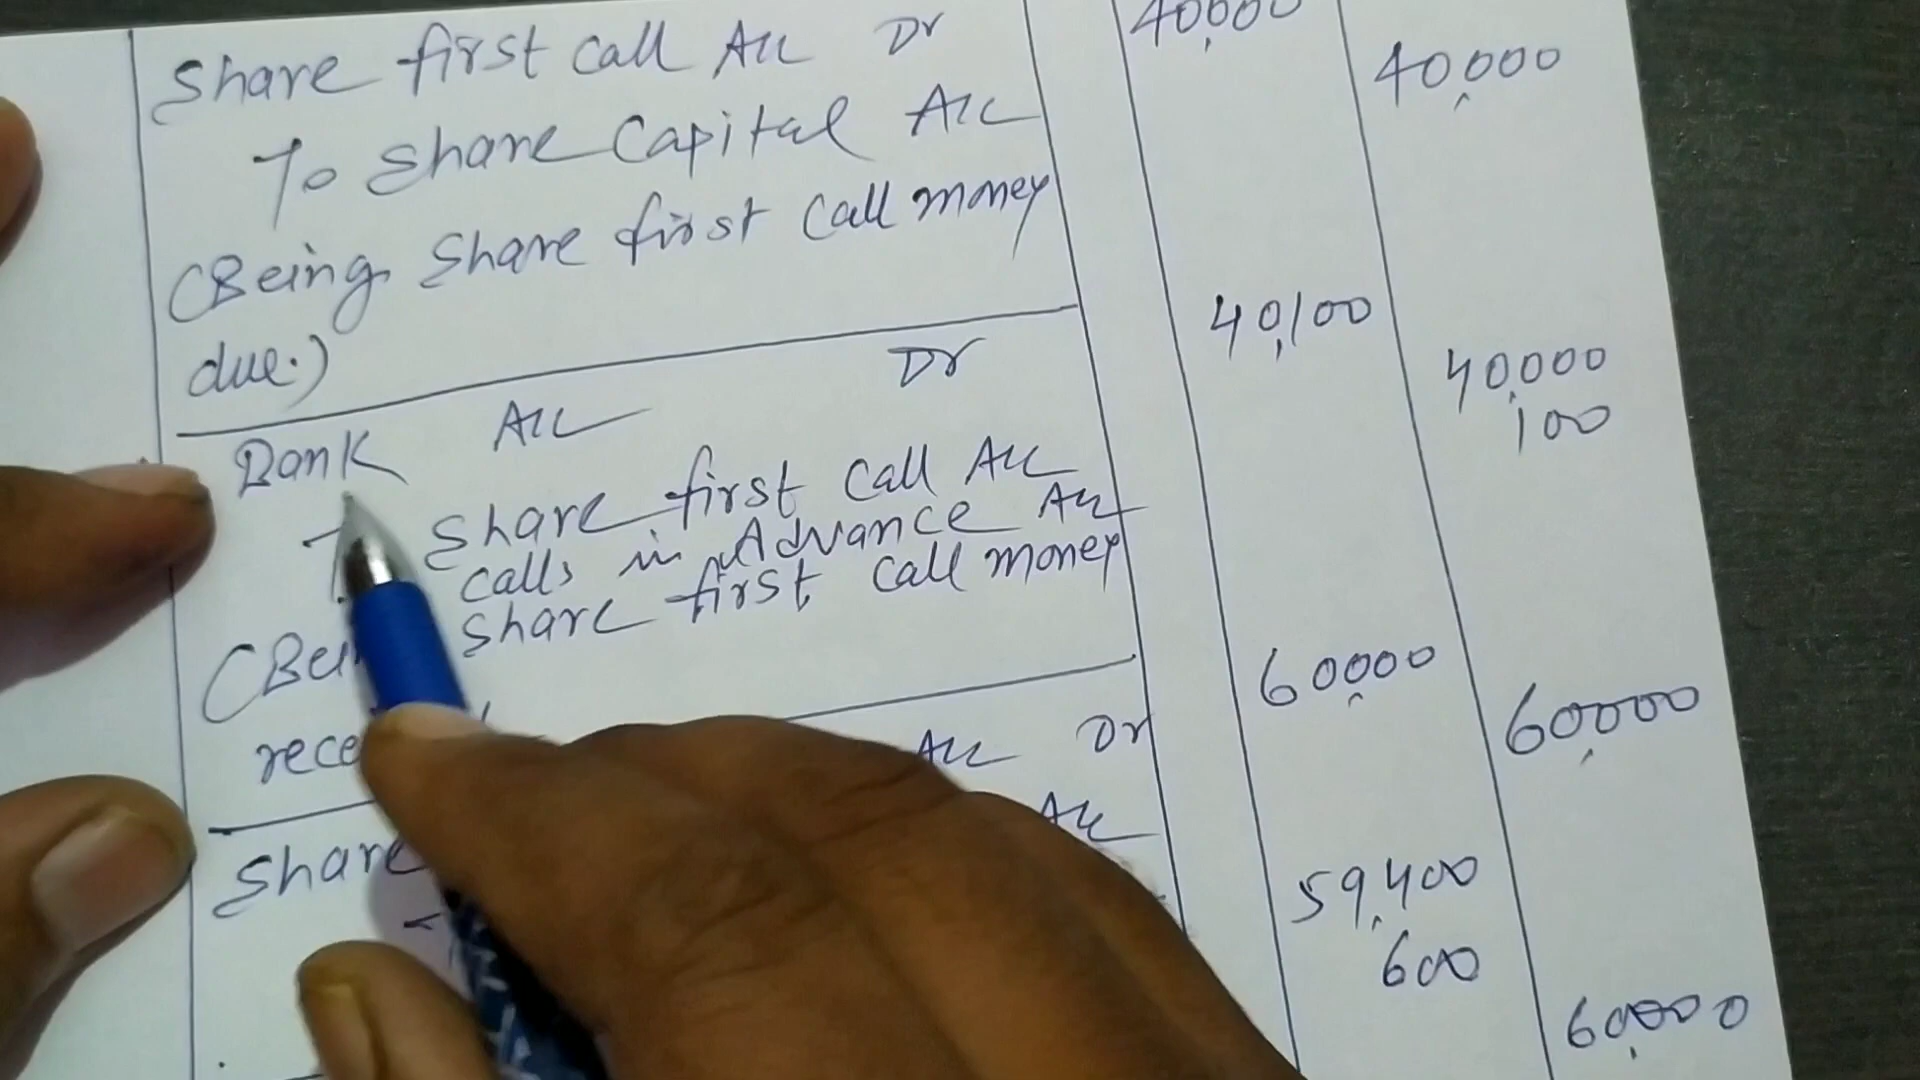 Share first call A/c Dr 40,000
To Share Capital A/c 40,000
(Being Share first call money
due.)
Bank A/c Dr 40,100
Share first call A/c 40,000
calls in Advance A/c 100
Share first call money
Share A/c Dr 60,000
A/c 60,000
59,400
600
60,000